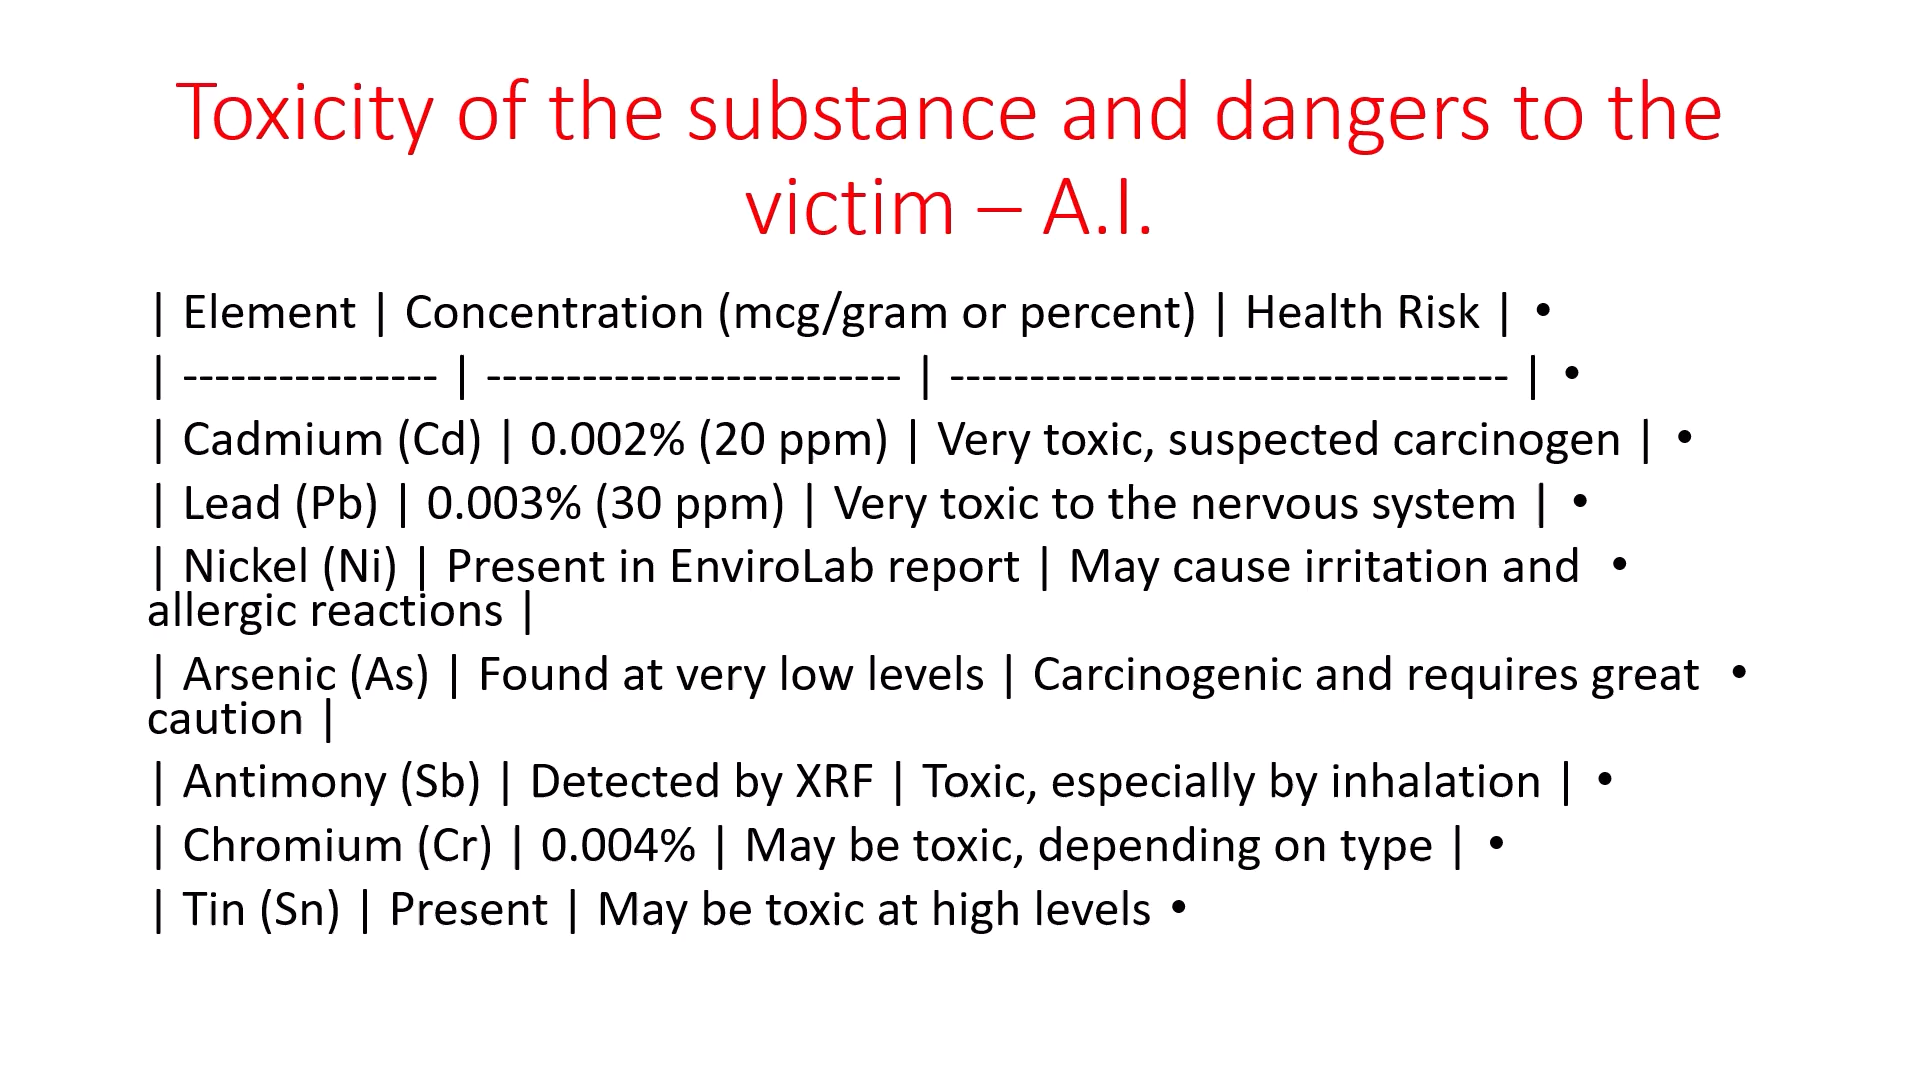 Toxicity of the substance and dangers to the
victim – A.I.
| Element | Concentration (mcg/gram or percent) | Health Risk | •
| ---------------- | -------------------------- | ----------------------------------- | •
| Cadmium (Cd) | 0.002% (20 ppm) | Very toxic, suspected carcinogen | •
| Lead (Pb) | 0.003% (30 ppm) | Very toxic to the nervous system | •
| Nickel (Ni) | Present in EnviroLab report | May cause irritation and •
allergic reactions |
| Arsenic (As) | Found at very low levels | Carcinogenic and requires great •
caution |
| Antimony (Sb) | Detected by XRF | Toxic, especially by inhalation | •
| Chromium (Cr) | 0.004% | May be toxic, depending on type | •
| Tin (Sn) | Present | May be toxic at high levels •